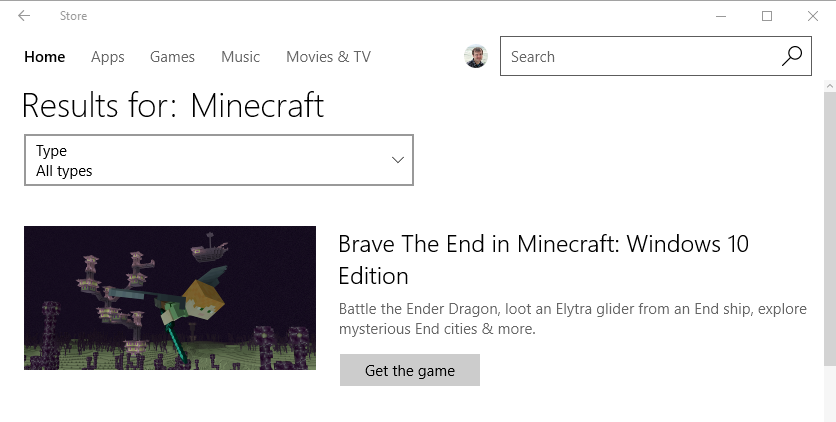 Store
Home Apps Games Music Movies & TV Search
Results for: Minecraft
Type
All types
Brave The End in Minecraft: Windows 10
Edition
Battle the Ender Dragon, loot an Elytra glider from an End ship, explore
mysterious End cities & more.
Get the game